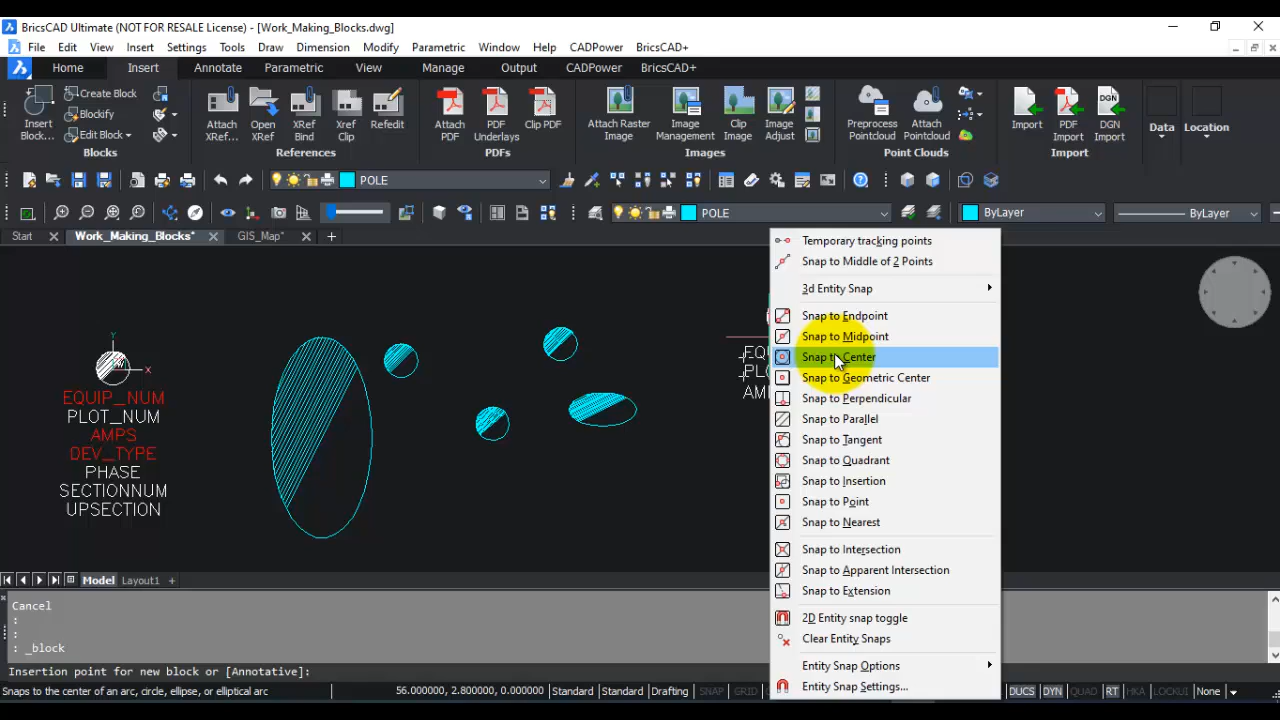 BricsCAD Ultimate (NOT FOR RESALE License) - [Work_Making_Blocks.dwg]
File Edit View Insert Settings Tools Draw Dimension Modify Parametric Window Help CADPower BricsCAD+
Home Insert Annotate Parametric View Manage Output CADPower BricsCAD+
Insert Block...
Create Block
Blockify
Edit Block
Blocks
Attach XRef...
Open XRef
XRef Bind
Xref Clip
Refedit
References
Attach PDF
PDF Underlays
Clip PDF
PDFs
Attach Raster Image
Image Management
Clip Image
Image Adjust
Images
Preprocess Pointcloud
Attach Pointcloud
Point Clouds
Import
PDF Import
DGN Import
Import
Data
Location
POLE
POLE
ByLayer
ByLayer
Start
Work_Making_Blocks*
GIS_Map*
Y
X
EQUIP_NUM
PLOT_NUM
AMPS
DEV_TYPE
PHASE
SECTIONNUM
UPSECTION
Temporary tracking points
Snap to Middle of 2 Points
3d Entity Snap
Snap to Endpoint
Snap to Midpoint
Snap to Center
Snap to Geometric Center
Snap to Perpendicular
Snap to Parallel
Snap to Tangent
Snap to Quadrant
Snap to Insertion
Snap to Point
Snap to Nearest
Snap to Intersection
Snap to Apparent Intersection
Snap to Extension
2D Entity snap toggle
Clear Entity Snaps
Entity Snap Options
Entity Snap Settings...
Model Layout1
Cancel
:
:
: _block
Insertion point for new block or [Annotative]:
Snaps to the center of an arc, circle, ellipse, or elliptical arc
56.000000, 2.800000, 0.000000 Standard Standard Drafting SNAP GRID DUCS DYN QUAD RT HKA LOCKUI None